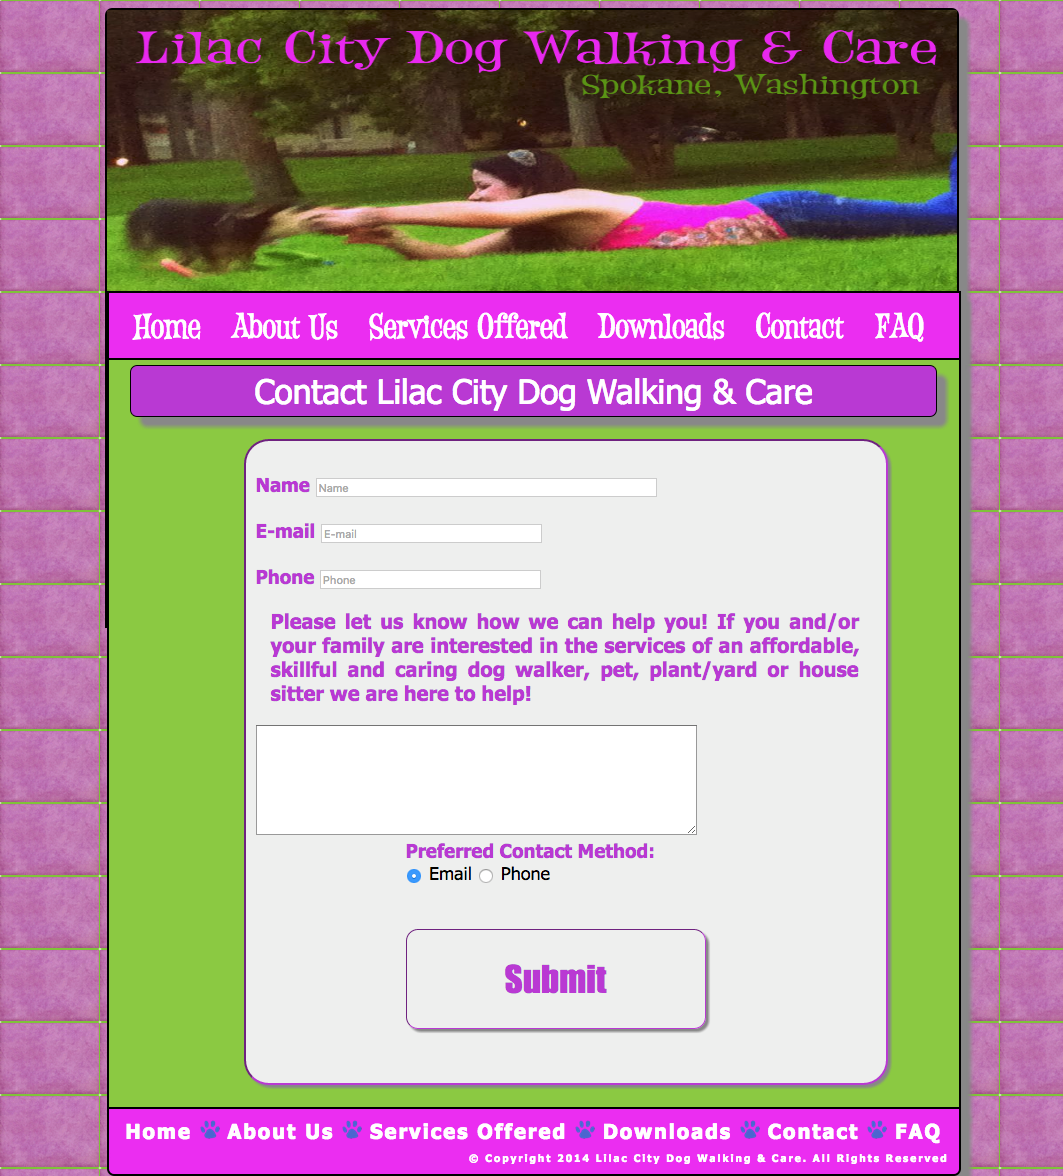 Lilac City Dog Walking & Care
Spokane, Washington
Home About Us Services Offered Downloads Contact FAQ
Contact Lilac City Dog Walking & Care
Name Name
E-mail E-mail
Phone Phone
Please let us know how we can help you! If you and/or
your family are interested in the services of an affordable,
skillful and caring dog walker, pet, plant/yard or house
sitter we are here to help!
Preferred Contact Method:
Email Phone
Submit
Home About Us Services Offered Downloads Contact FAQ
© Copyright 2014 Lilac City Dog Walking & Care. All Rights Reserved